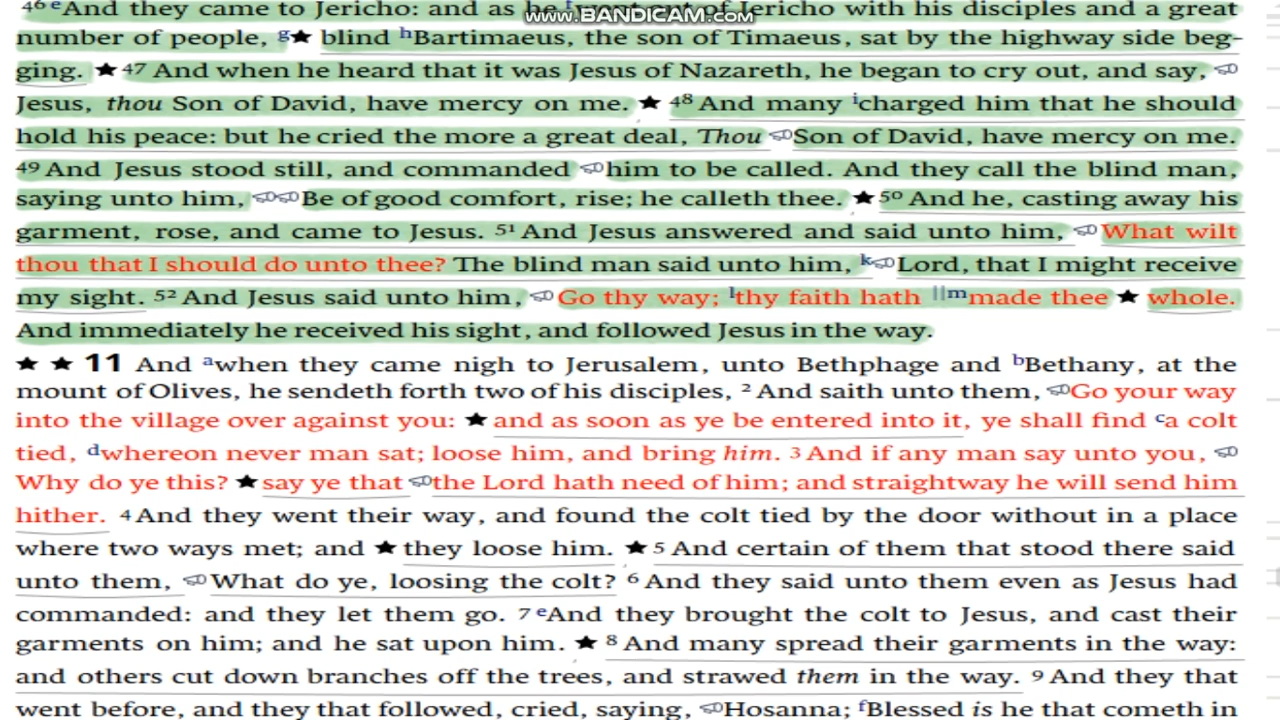 www.BANDICAM.com
46 e And they came to Jericho: and as he of Jericho with his disciples and a great
number of people, g★ blind hBartimaeus, the son of Timaeus, sat by the highway side beg-
ging. ★ 47 And when he heard that it was Jesus of Nazareth, he began to cry out, and say,
Jesus, thou Son of David, have mercy on me. ★ 48 And many icharged him that he should
hold his peace: but he cried the more a great deal, Thou Son of David, have mercy on me.
49 And Jesus stood still, and commanded him to be called. And they call the blind man,
saying unto him, Be of good comfort, rise; he calleth thee. ★ 50 And he, casting away his
garment, rose, and came to Jesus. 51 And Jesus answered and said unto him, What wilt
thou that I should do unto thee? The blind man said unto him, k Lord, that I might receive
my sight. 52 And Jesus said unto him, Go thy way; lthy faith hath ||mmade thee ★ whole.
And immediately he received his sight, and followed Jesus in the way.
★ ★ 11 And awhen they came nigh to Jerusalem, unto Bethphage and bBethany, at the
mount of Olives, he sendeth forth two of his disciples, 2 And saith unto them, Go your way
into the village over against you: ★ and as soon as ye be entered into it, ye shall find ca colt
tied, dwhereon never man sat; loose him, and bring him. 3 And if any man say unto you,
Why do ye this? ★ say ye that the Lord hath need of him; and straightway he will send him
hither. 4 And they went their way, and found the colt tied by the door without in a place
where two ways met; and ★ they loose him. ★ 5 And certain of them that stood there said
unto them, What do ye, loosing the colt? 6 And they said unto them even as Jesus had
commanded: and they let them go. 7 eAnd they brought the colt to Jesus, and cast their
garments on him; and he sat upon him. ★ 8 And many spread their garments in the way:
and others cut down branches off the trees, and strawed them in the way. 9 And they that
went before, and they that followed, cried, saying, Hosanna; fBlessed is he that cometh in